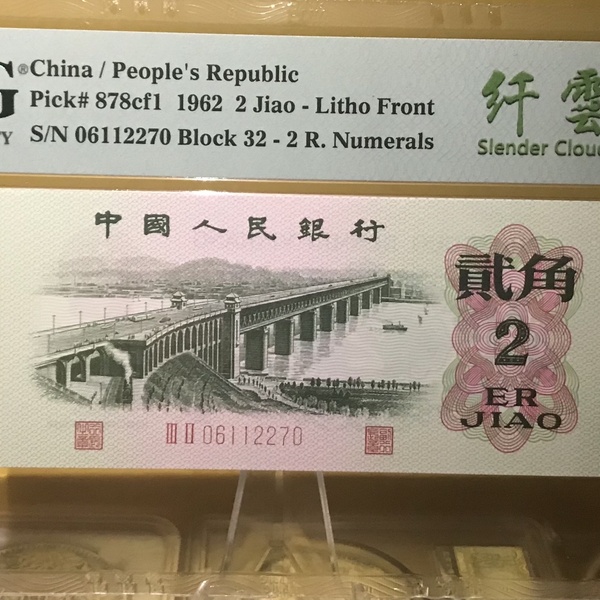 G® China / People's Republic
Pick# 878cf1 1962 2 Jiao - Litho Front
TY S/N 06112270 Block 32 - 2 R. Numerals
纤雲
Slender Cloud
中國人民銀行
貳角
2
ER
JIAO
III II 06112270